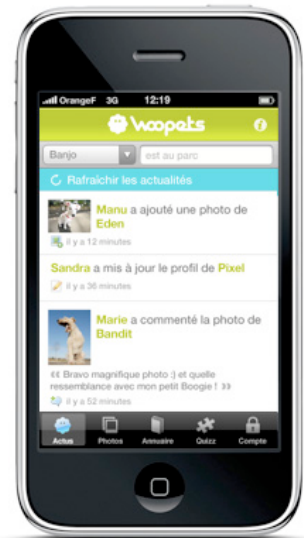 OrangeF 3G 12:19
woopets
Banjo est au parc
Rafraîchir les actualités
Manu a ajouté une photo de
Eden
il y a 12 minutes
Sandra a mis à jour le profil de Pixel
il y a 36 minutes
Marie a commenté la photo de
Bandit
‹‹ Bravo magnifique photo :) et quelle
ressemblance avec mon petit Boogie ! ››
il y a 52 minutes
Actus Photos Annuaire Quizz Compte